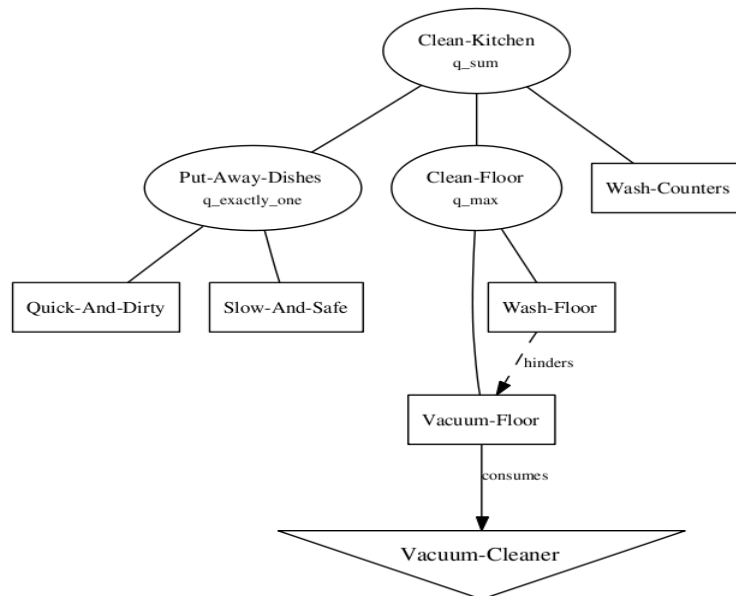 Clean-Kitchen
q_sum
Put-Away-Dishes
q_exactly_one
Clean-Floor
q_max
Wash-Counters
Quick-And-Dirty
Slow-And-Safe
Wash-Floor
hinders
Vacuum-Floor
consumes
Vacuum-Cleaner